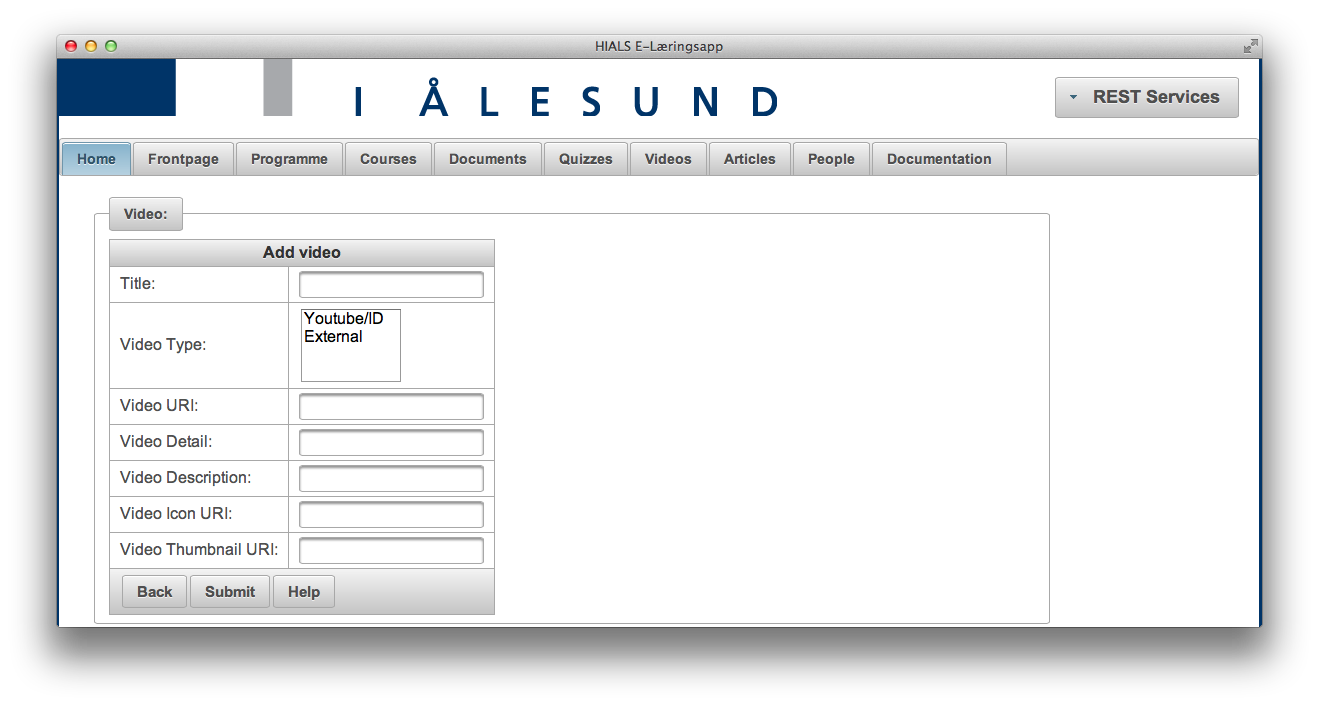 HIALS E-Læringsapp
I ÅLESUND
REST Services
Home Frontpage Programme Courses Documents Quizzes Videos Articles People Documentation
Video:
Add video
Title:
Youtube/ID
External
Video Type:
Video URI:
Video Detail:
Video Description:
Video Icon URI:
Video Thumbnail URI:
Back Submit Help